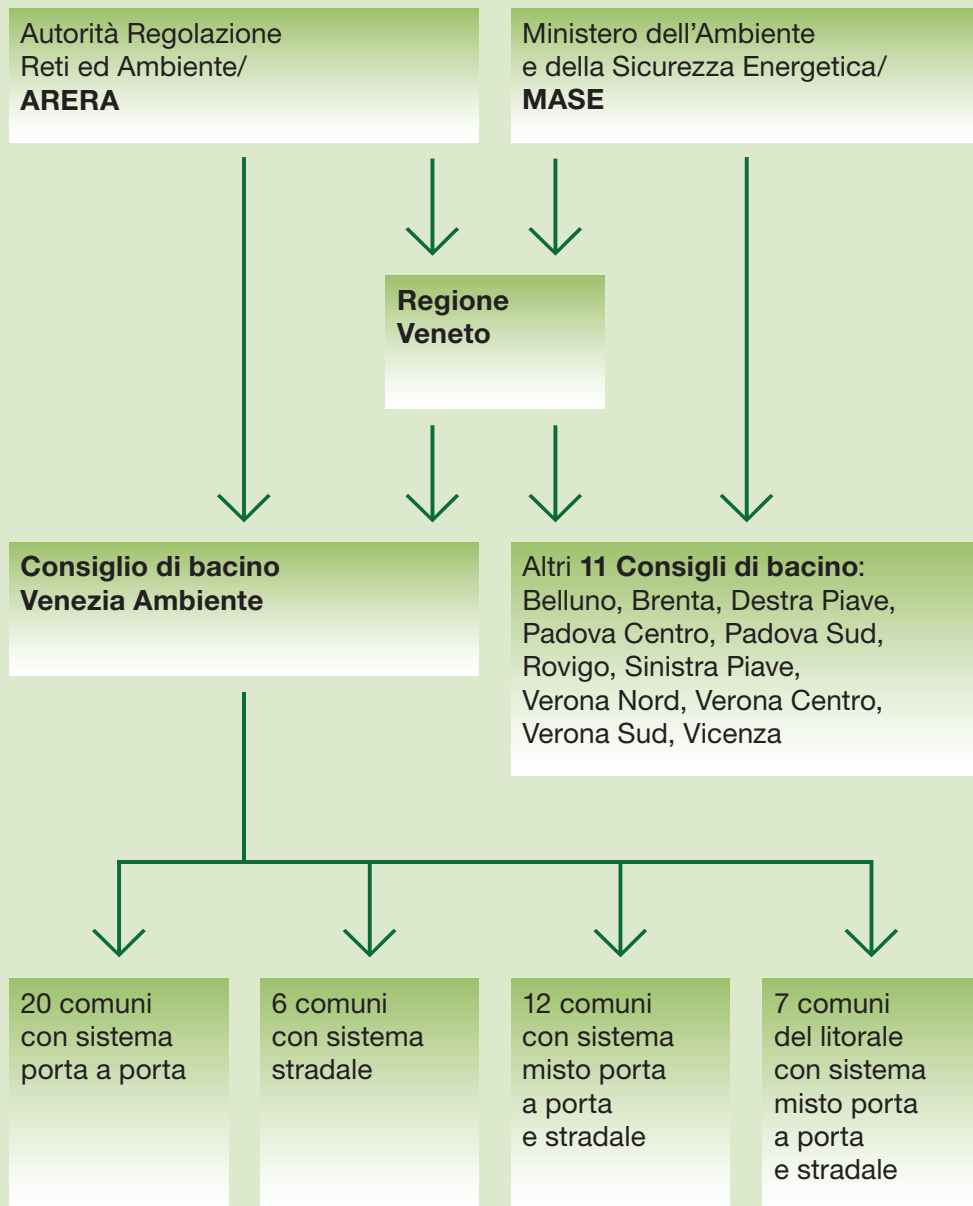 Autorità Regolazione
Reti ed Ambiente/
ARERA
Ministero dell'Ambiente
e della Sicurezza Energetica/
MASE
Regione
Veneto
Consiglio di bacino
Venezia Ambiente
Altri 11 Consigli di bacino:
Belluno, Brenta, Destra Piave,
Padova Centro, Padova Sud,
Rovigo, Sinistra Piave,
Verona Nord, Verona Centro,
Verona Sud, Vicenza
20 comuni
con sistema
porta a porta
6 comuni
con sistema
stradale
12 comuni
con sistema
misto porta
a porta
e stradale
7 comuni
del litorale
con sistema
misto porta
a porta
e stradale